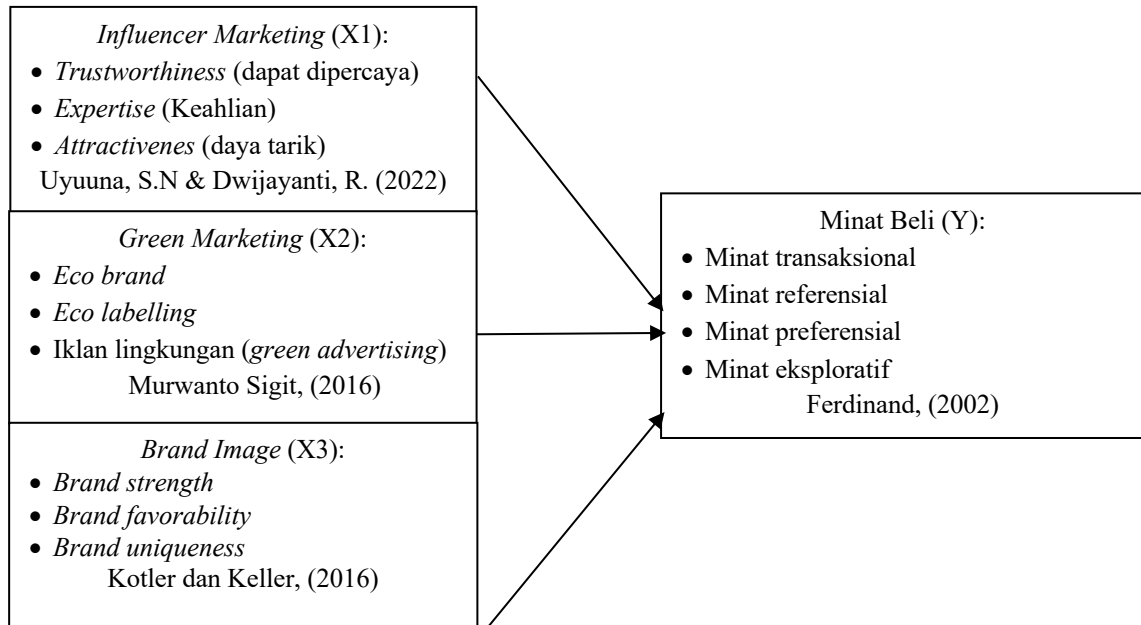 Influencer Marketing (X1):
• Trustworthiness (dapat dipercaya)
• Expertise (Keahlian)
• Attractivenes (daya tarik)
Uyuuna, S.N & Dwijayanti, R. (2022)
Green Marketing (X2):
• Eco brand
• Eco labelling
• Iklan lingkungan (green advertising)
Murwanto Sigit, (2016)
Brand Image (X3):
• Brand strength
• Brand favorability
• Brand uniqueness
Kotler dan Keller, (2016)
Minat Beli (Y):
• Minat transaksional
• Minat referensial
• Minat preferensial
• Minat eksploratif
Ferdinand, (2002)